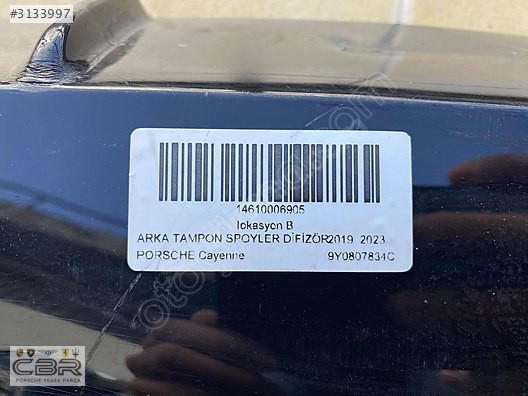 #3133997
14610006905
lokasyon B
ARKA TAMPON SPOYLER DİFİZÖR2019 2023
PORSCHE Cayenne 9Y0807834C
CBR
PORSCHE YEDEK PARÇA